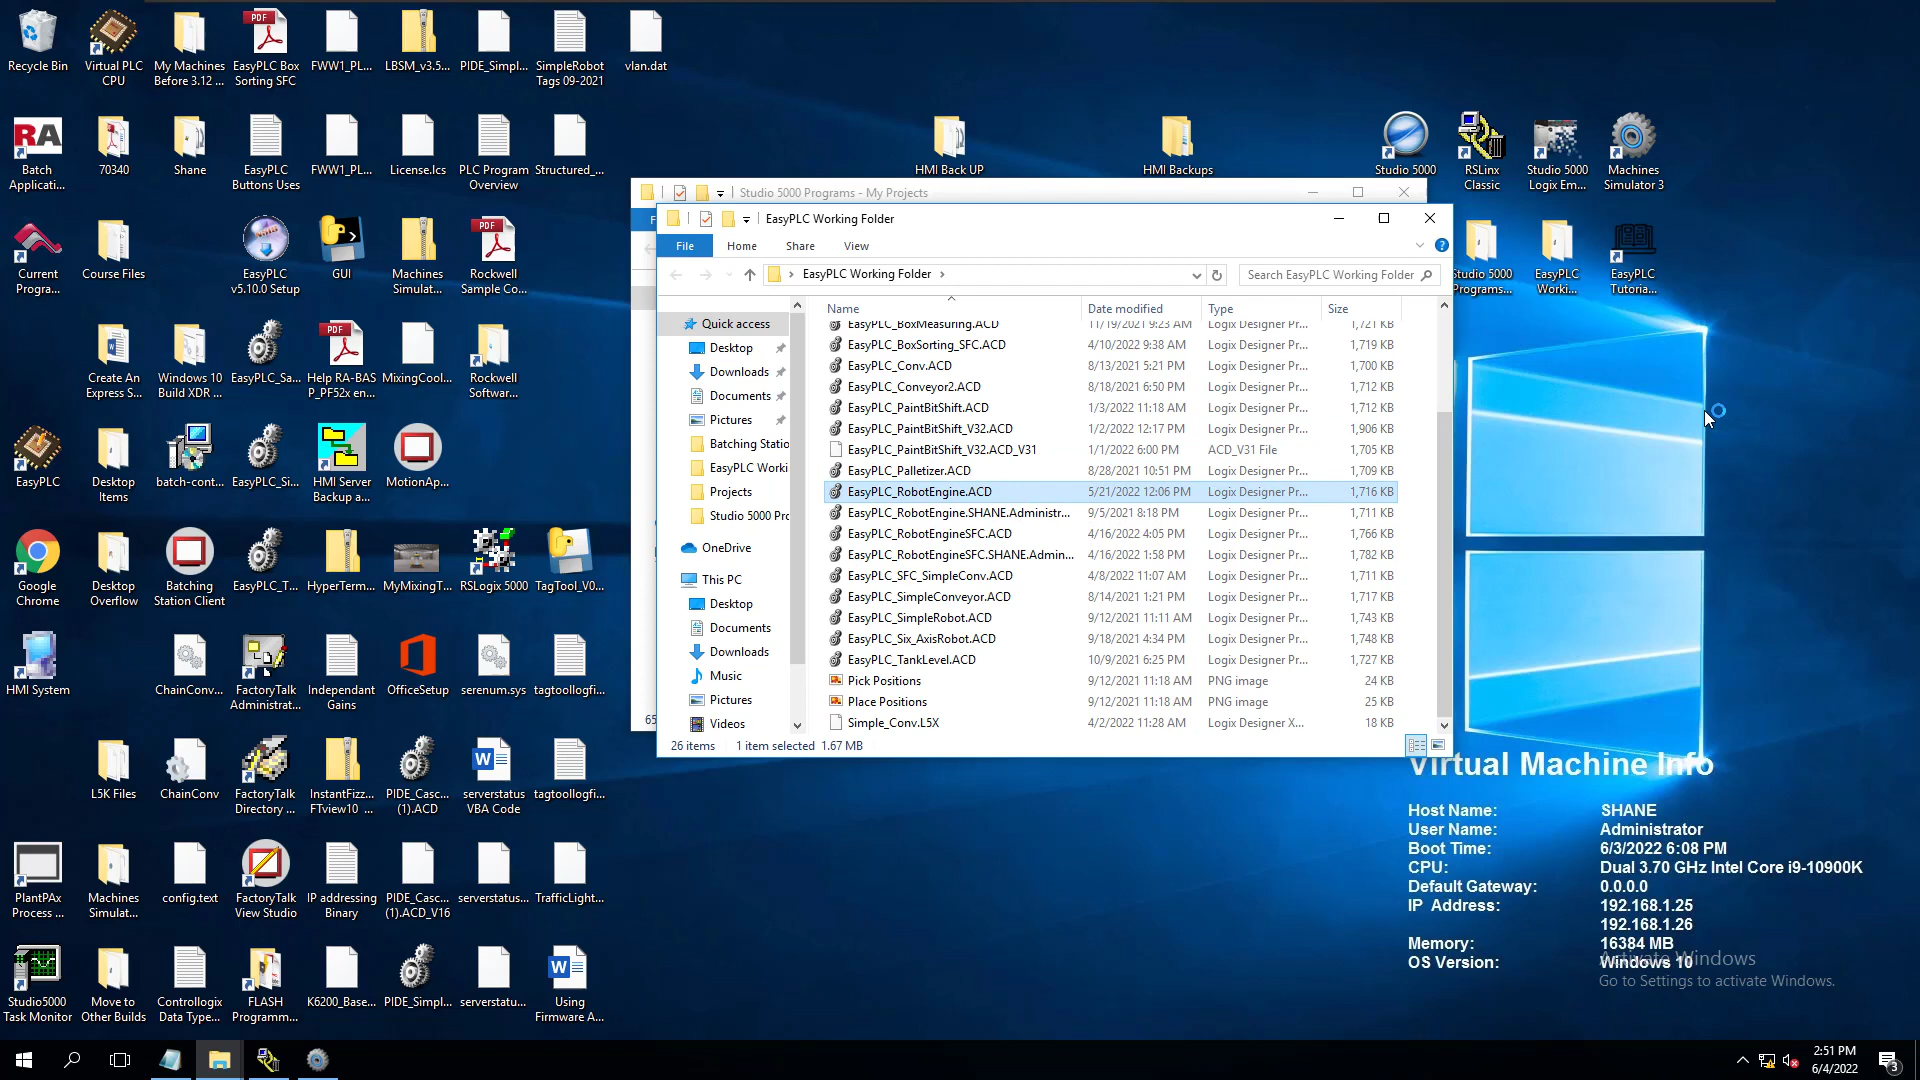 Recycle Bin
Virtual PLC
CPU
My Machines
Before 3.12 ...
EasyPLC Box
Sorting SFC
FWW1_PL...
LBSM_v3.5...
PIDE_Simpl...
SimpleRobot
Tags 09-2021
vlan.dat
Batch
Applicati...
70340
Shane
EasyPLC
Buttons Uses
FWW1_PL...
License.lcs
PLC Program
Overview
Structured_...
HMI Back UP
HMI Backups
Studio 5000
RSLinx
Classic
Studio 5000
Logix Em...
Machines
Simulator 3
Current
Progra...
Course Files
EasyPLC
v5.10.0 Setup
GUI
Machines
Simulat...
Rockwell
Sample Co...
Studio 5000
Programs...
EasyPLC
Worki...
EasyPLC
Tutoria...
Create An
Express S...
Windows 10
Build XDR ...
EasyPLC_Sa...
Help RA-BAS
P_PF52x en...
MixingCool...
Rockwell
Softwar...
EasyPLC
Desktop
Items
batch-cont...
EasyPLC_Si...
HMI Server
Backup a...
MotionAp...
Google
Chrome
Desktop
Overflow
Batching
Station Client
EasyPLC_T...
HyperTerm...
MyMixingT...
RSLogix 5000
TagTool_V0...
HMI System
ChainConv...
FactoryTalk
Administrat...
Independant
Gains
OfficeSetup
serenum.sys
tagtoollogfi...
L5K Files
ChainConv
FactoryTalk
Directory ...
InstantFizz...
FTview10 ...
PIDE_Casc...
(1).ACD
serverstatus
VBA Code
tagtoollogfi...
PlantPAx
Process ...
Machines
Simulat...
config.text
FactoryTalk
View Studio
IP addressing
Binary
PIDE_Casc...
(1).ACD_V16
serverstatus...
TrafficLight...
Studio5000
Task Monitor
Move to
Other Builds
Controllogix
Data Type...
FLASH
Programm...
K6200_Base...
PIDE_Simpl...
serverstatu...
Using
Firmware A...
Studio 5000 Programs - My Projects
EasyPLC Working Folder
File
Home
Share
View
EasyPLC Working Folder
Search EasyPLC Working Folder
Quick access
Desktop
Downloads
Documents
Pictures
Batching Statio
EasyPLC Worki
Projects
Studio 5000 Pro
OneDrive
This PC
Desktop
Documents
Downloads
Music
Pictures
Videos
Name Date modified Type Size
EasyPLC_BoxMeasuring.ACD 11/19/2021 9:23 AM Logix Designer Pr... 1,721 KB
EasyPLC_BoxSorting_SFC.ACD 4/10/2022 9:38 AM Logix Designer Pr... 1,719 KB
EasyPLC_Conv.ACD 8/13/2021 5:21 PM Logix Designer Pr... 1,700 KB
EasyPLC_Conveyor2.ACD 8/18/2021 6:50 PM Logix Designer Pr... 1,712 KB
EasyPLC_PaintBitShift.ACD 1/3/2022 11:18 AM Logix Designer Pr... 1,712 KB
EasyPLC_PaintBitShift_V32.ACD 1/2/2022 12:17 PM Logix Designer Pr... 1,906 KB
EasyPLC_PaintBitShift_V32.ACD_V31 1/1/2022 6:00 PM ACD_V31 File 1,705 KB
EasyPLC_Palletizer.ACD 8/28/2021 10:51 PM Logix Designer Pr... 1,709 KB
EasyPLC_RobotEngine.ACD 5/21/2022 12:06 PM Logix Designer Pr... 1,716 KB
EasyPLC_RobotEngine.SHANE.Administr... 9/5/2021 8:18 PM Logix Designer Pr... 1,711 KB
EasyPLC_RobotEngineSFC.ACD 4/16/2022 4:05 PM Logix Designer Pr... 1,766 KB
EasyPLC_RobotEngineSFC.SHANE.Admin... 4/16/2022 1:58 PM Logix Designer Pr... 1,782 KB
EasyPLC_SFC_SimpleConv.ACD 4/8/2022 11:07 AM Logix Designer Pr... 1,711 KB
EasyPLC_SimpleConveyor.ACD 8/14/2021 1:21 PM Logix Designer Pr... 1,717 KB
EasyPLC_SimpleRobot.ACD 9/12/2021 11:11 AM Logix Designer Pr... 1,743 KB
EasyPLC_Six_AxisRobot.ACD 9/18/2021 4:34 PM Logix Designer Pr... 1,748 KB
EasyPLC_TankLevel.ACD 10/9/2021 6:25 PM Logix Designer Pr... 1,727 KB
Pick Positions 9/12/2021 11:18 AM PNG image 24 KB
Place Positions 9/12/2021 11:18 AM PNG image 25 KB
Simple_Conv.L5X 4/2/2022 11:28 AM Logix Designer X... 18 KB
65
26 items 1 item selected 1.67 MB
Virtual Machine Info
Host Name: SHANE
User Name: Administrator
Boot Time: 6/3/2022 6:08 PM
CPU: Dual 3.70 GHz Intel Core i9-10900K
Default Gateway: 0.0.0.0
IP Address: 192.168.1.25
192.168.1.26
Memory: 16384 MB
OS Version: Windows 10
Activate Windows
Go to Settings to activate Windows.
2:51 PM
6/4/2022
3